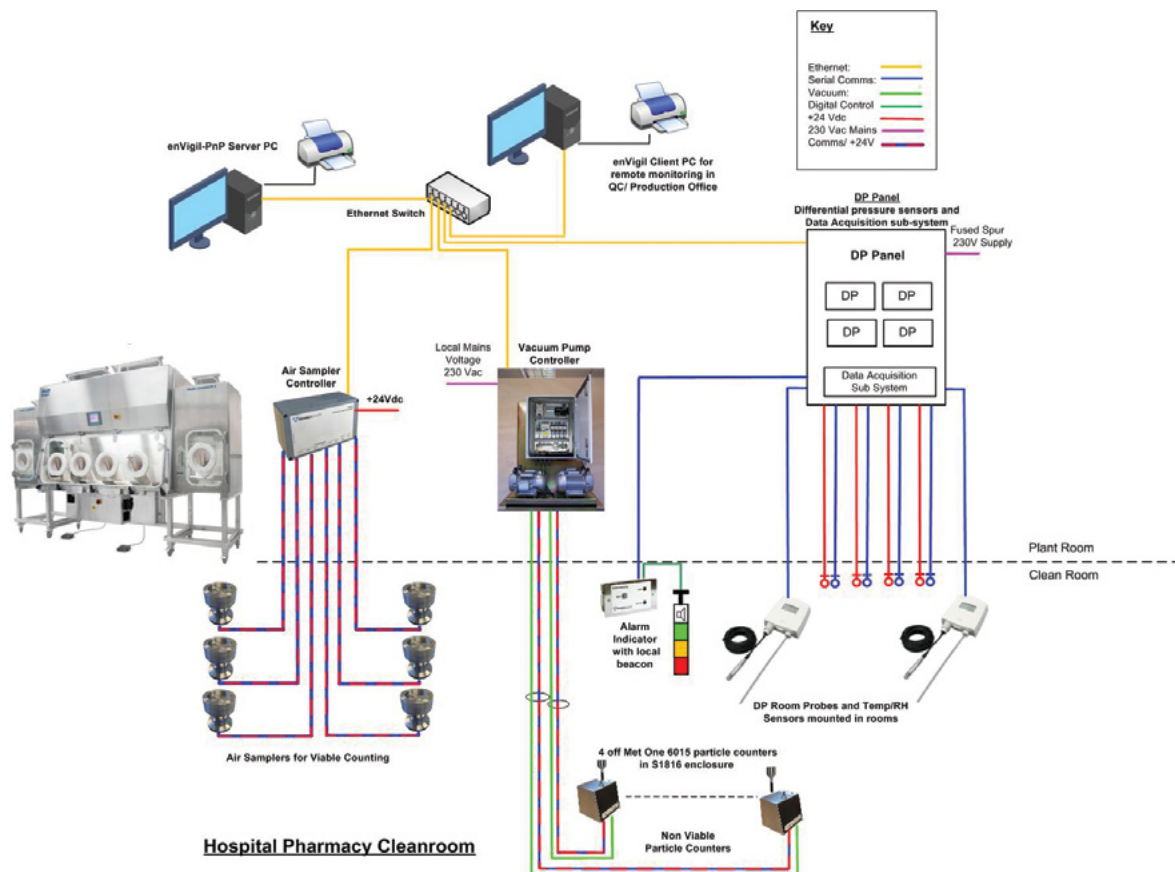 Key
Ethernet:
Serial Comms:
Vacuum:
Digital Control
+24 Vdc
230 Vac Mains
Comms/ +24V
enVigil-PnP Server PC
enVigil Client PC for
remote monitoring in
QC/ Production Office
Ethernet Switch
DP Panel
Differential pressure sensors and
Data Acquisition sub-system
Fused Spur
230V Supply
DP Panel
DP
DP
DP
DP
Data Acquisition
Sub System
Local Mains
Voltage
230 Vac
Vacuum Pump
Controller
Air Sampler
Controller
+24Vdc
Plant Room
Clean Room
Alarm
Indicator
with local
beacon
DP Room Probes and Temp/RH
Sensors mounted in rooms
Air Samplers for Viable Counting
4 off Met One 6015 particle counters
in S1816 enclosure
Non Viable
Particle Counters
Hospital Pharmacy Cleanroom